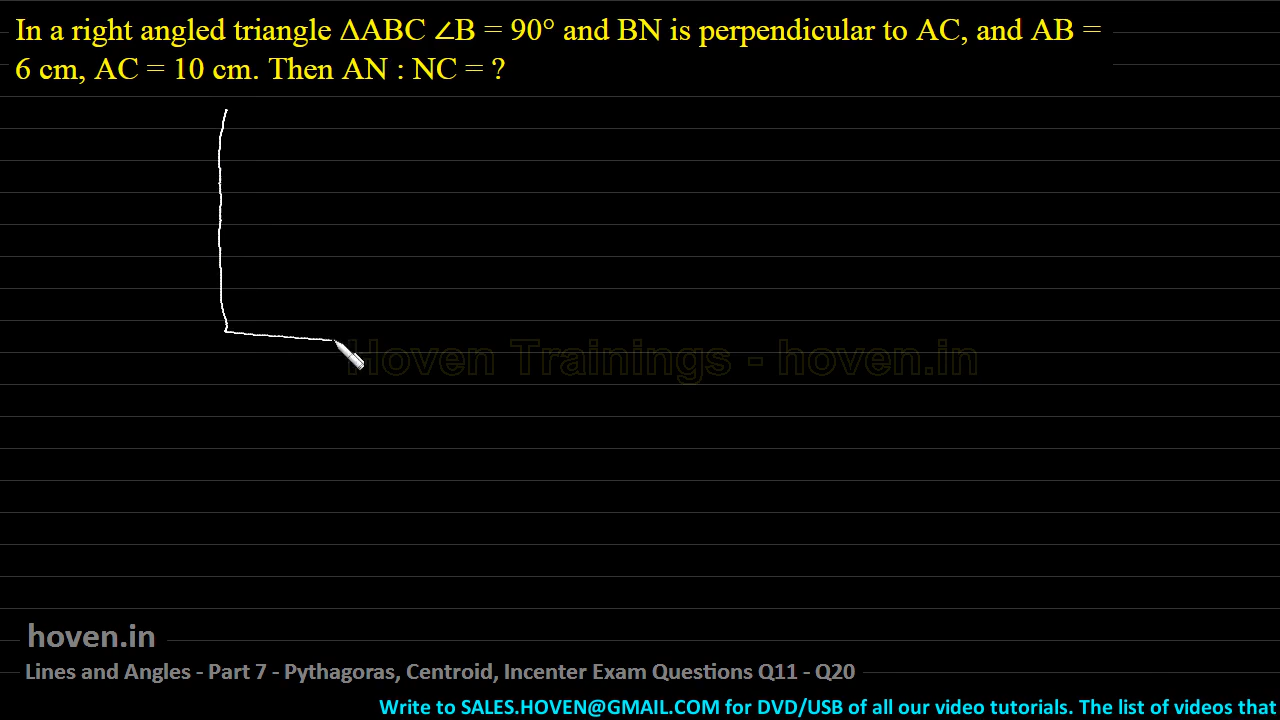 In a right angled triangle ΔABC ∠B = 90° and BN is perpendicular to AC, and AB =
6 cm, AC = 10 cm. Then AN : NC = ?
Hoven Trainings - hoven.in
hoven.in
Lines and Angles - Part 7 - Pythagoras, Centroid, Incenter Exam Questions Q11 - Q20
Write to SALES.HOVEN@GMAIL.COM for DVD/USB of all our video tutorials. The list of videos that